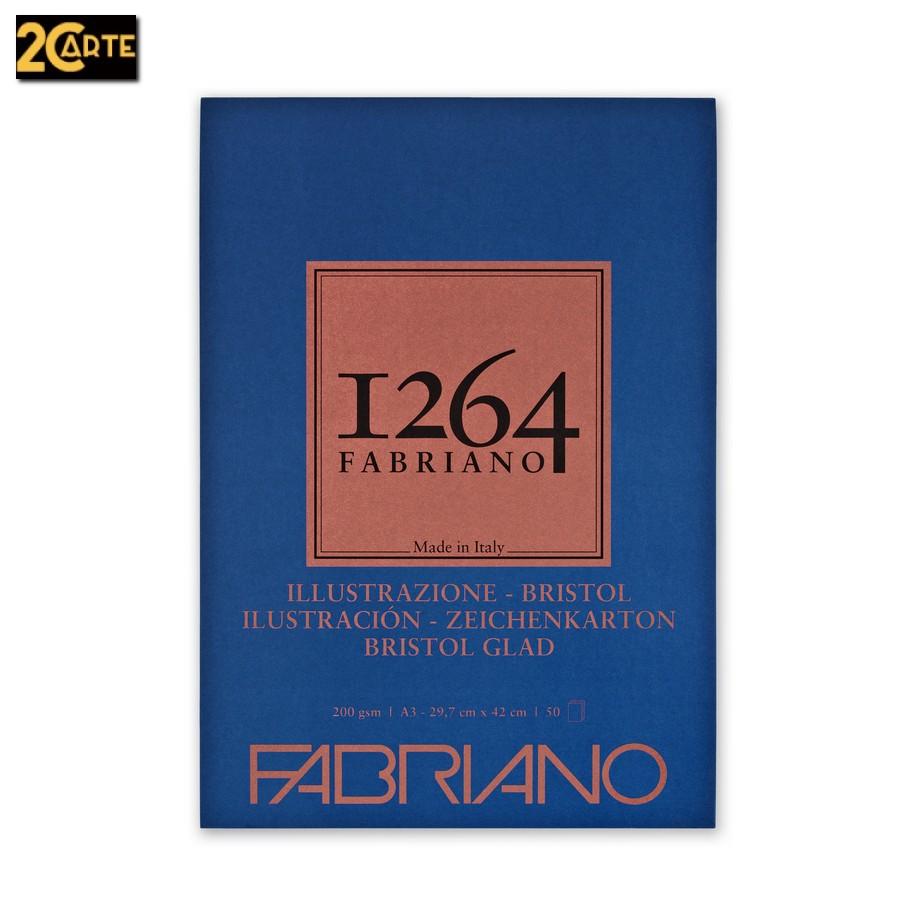 2CARTE
1264
FABRIANO
Made in Italy
ILLUSTRAZIONE - BRISTOL
ILUSTRACIÓN - ZEICHENKARTON
BRISTOL GLAD
200 gsm | A3 - 29,7 cm x 42 cm | 50
FABRIANO